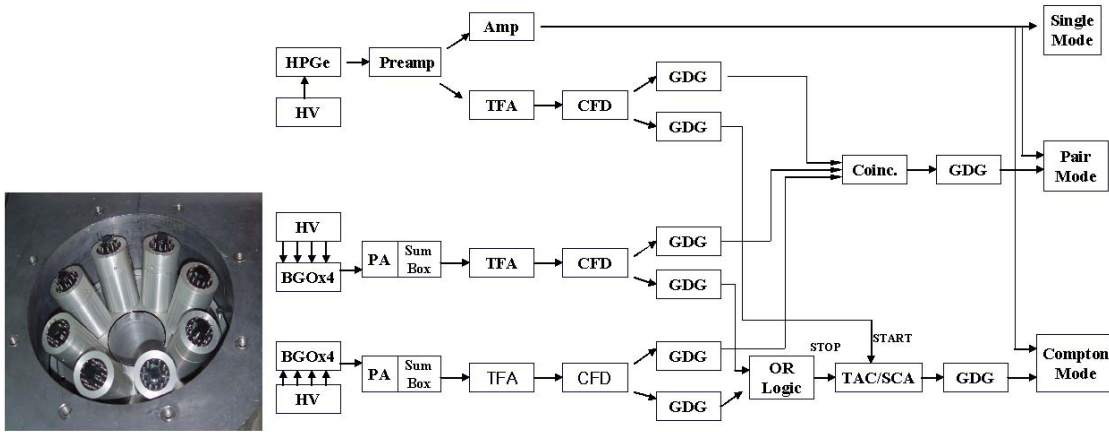 Amp
Single
Mode
HPGe
Preamp
GDG
HV
TFA
CFD
GDG
Coinc.
GDG
Pair
Mode
HV
GDG
BGOx4
PA
Sum
Box
TFA
CFD
GDG
STOP
START
BGOx4
GDG
PA
Sum
Box
TFA
CFD
OR
Logic
TAC/SCA
GDG
Compton
Mode
HV
GDG